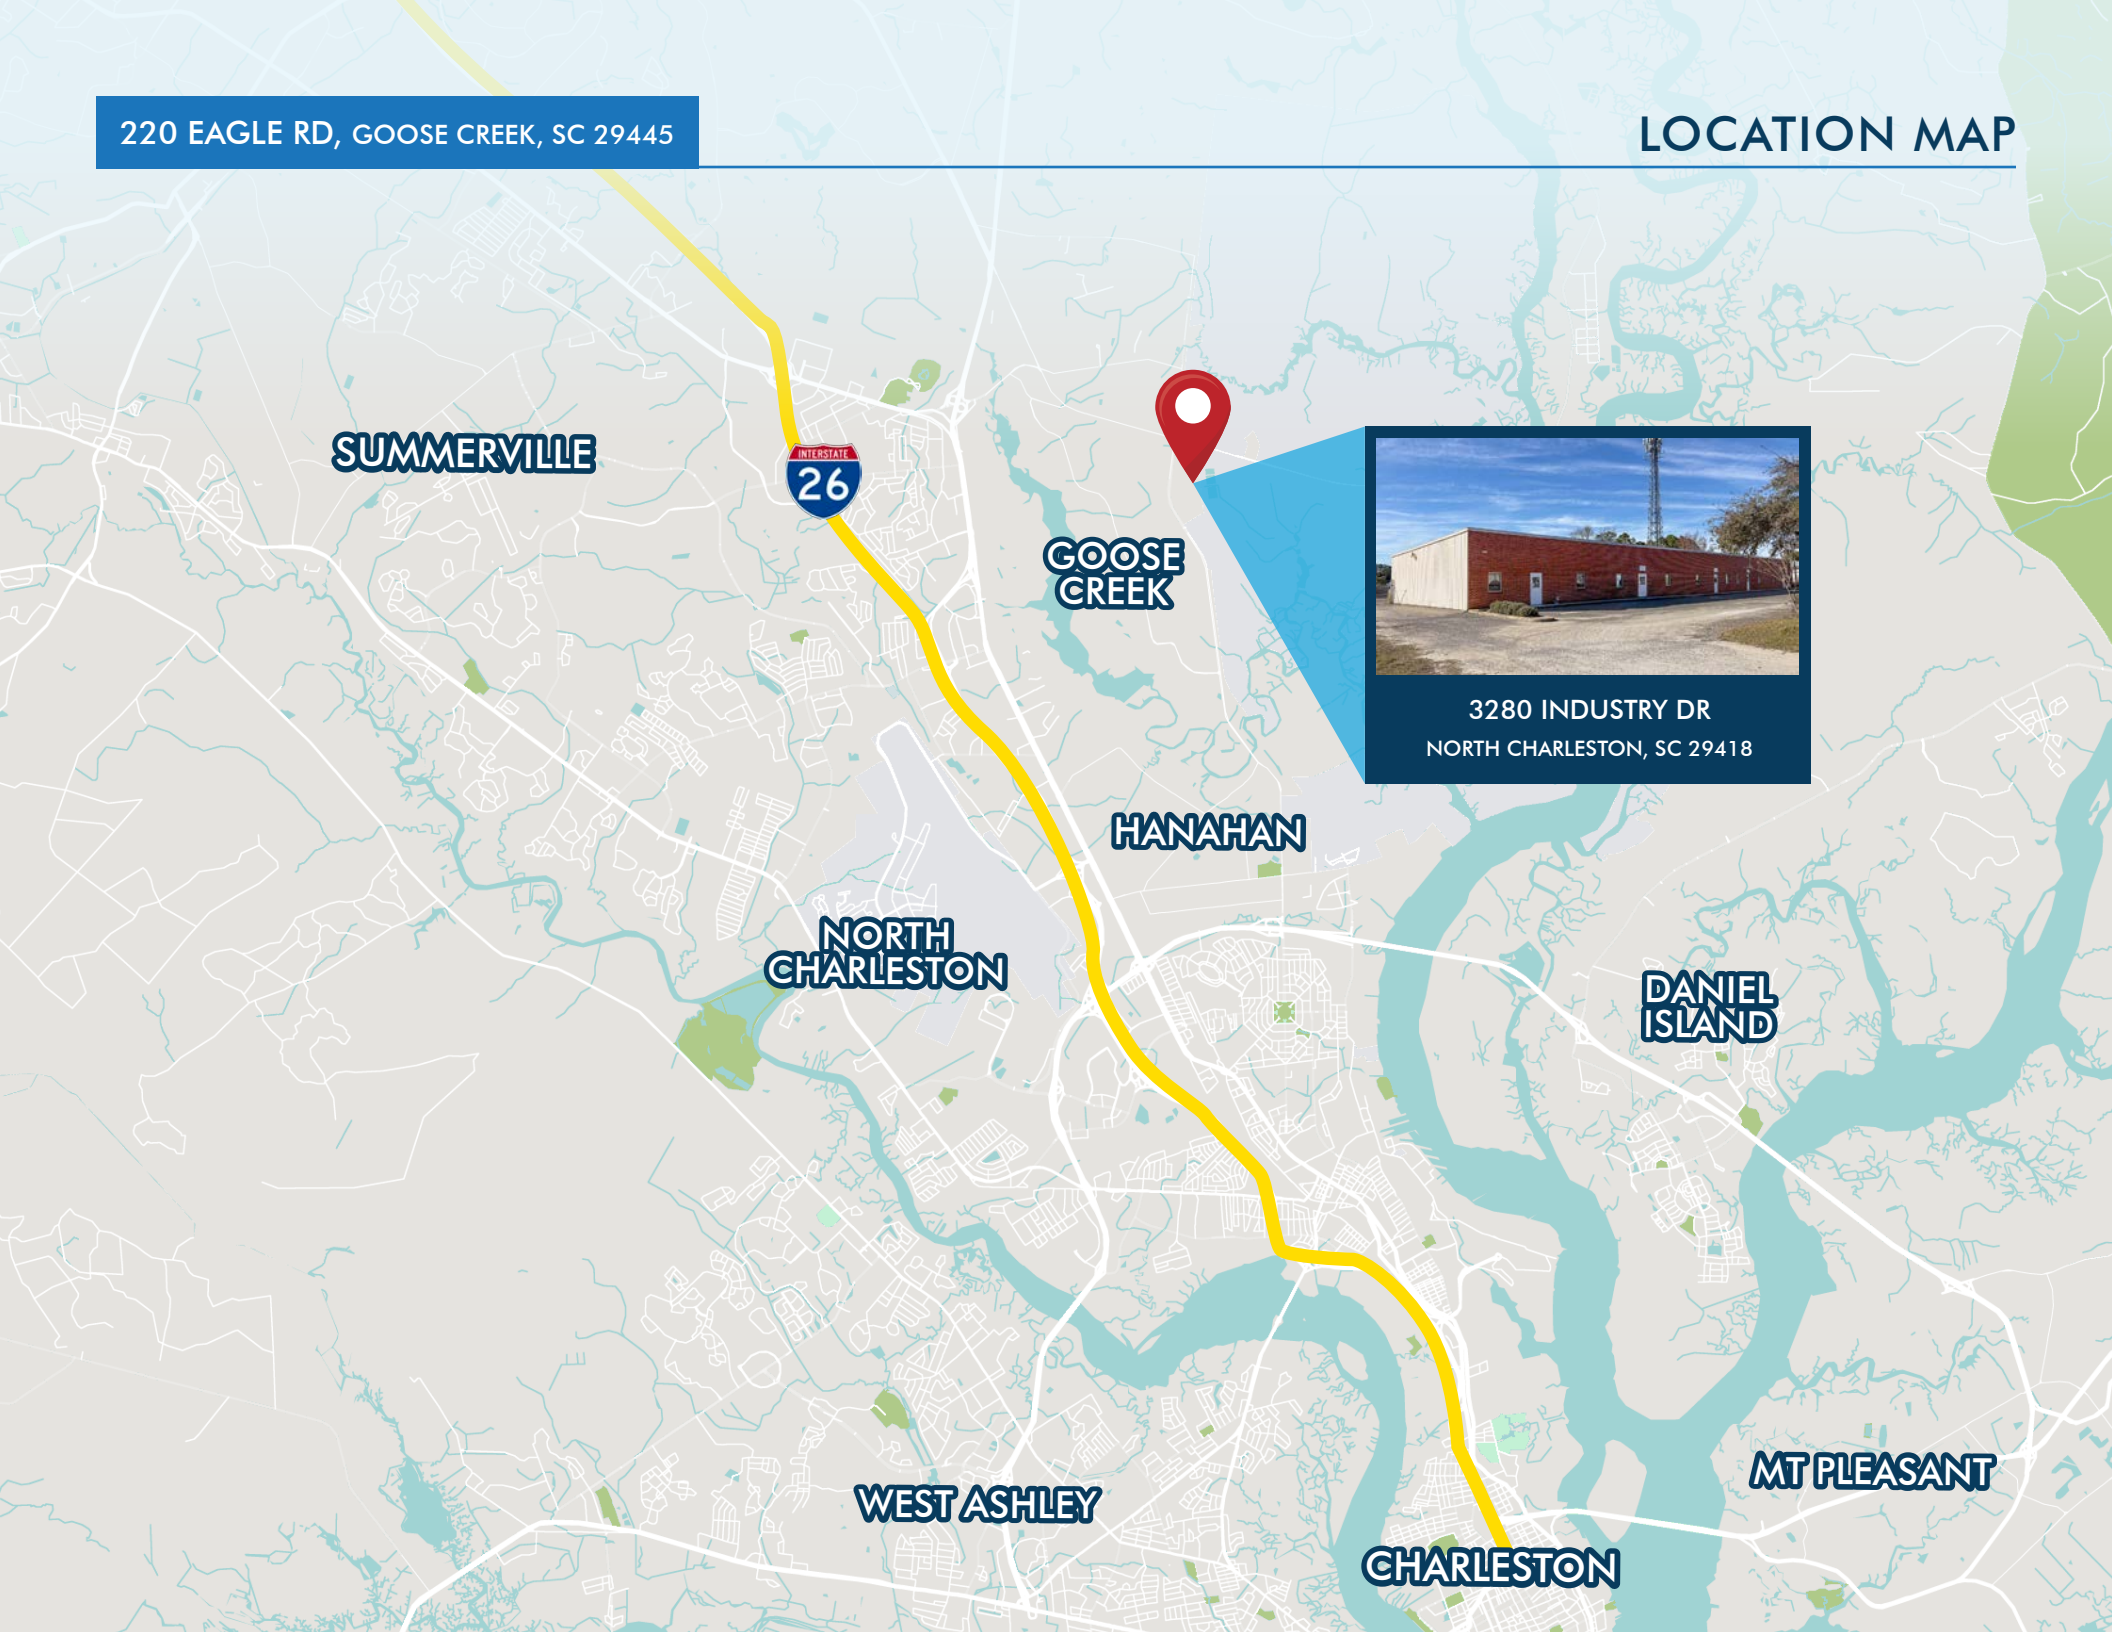 220 EAGLE RD, GOOSE CREEK, SC 29445
LOCATION MAP
SUMMERVILLE
INTERSTATE
26
GOOSE
CREEK
3280 INDUSTRY DR
NORTH CHARLESTON, SC 29418
HANAHAN
NORTH
CHARLESTON
DANIEL
ISLAND
MT PLEASANT
WEST ASHLEY
CHARLESTON